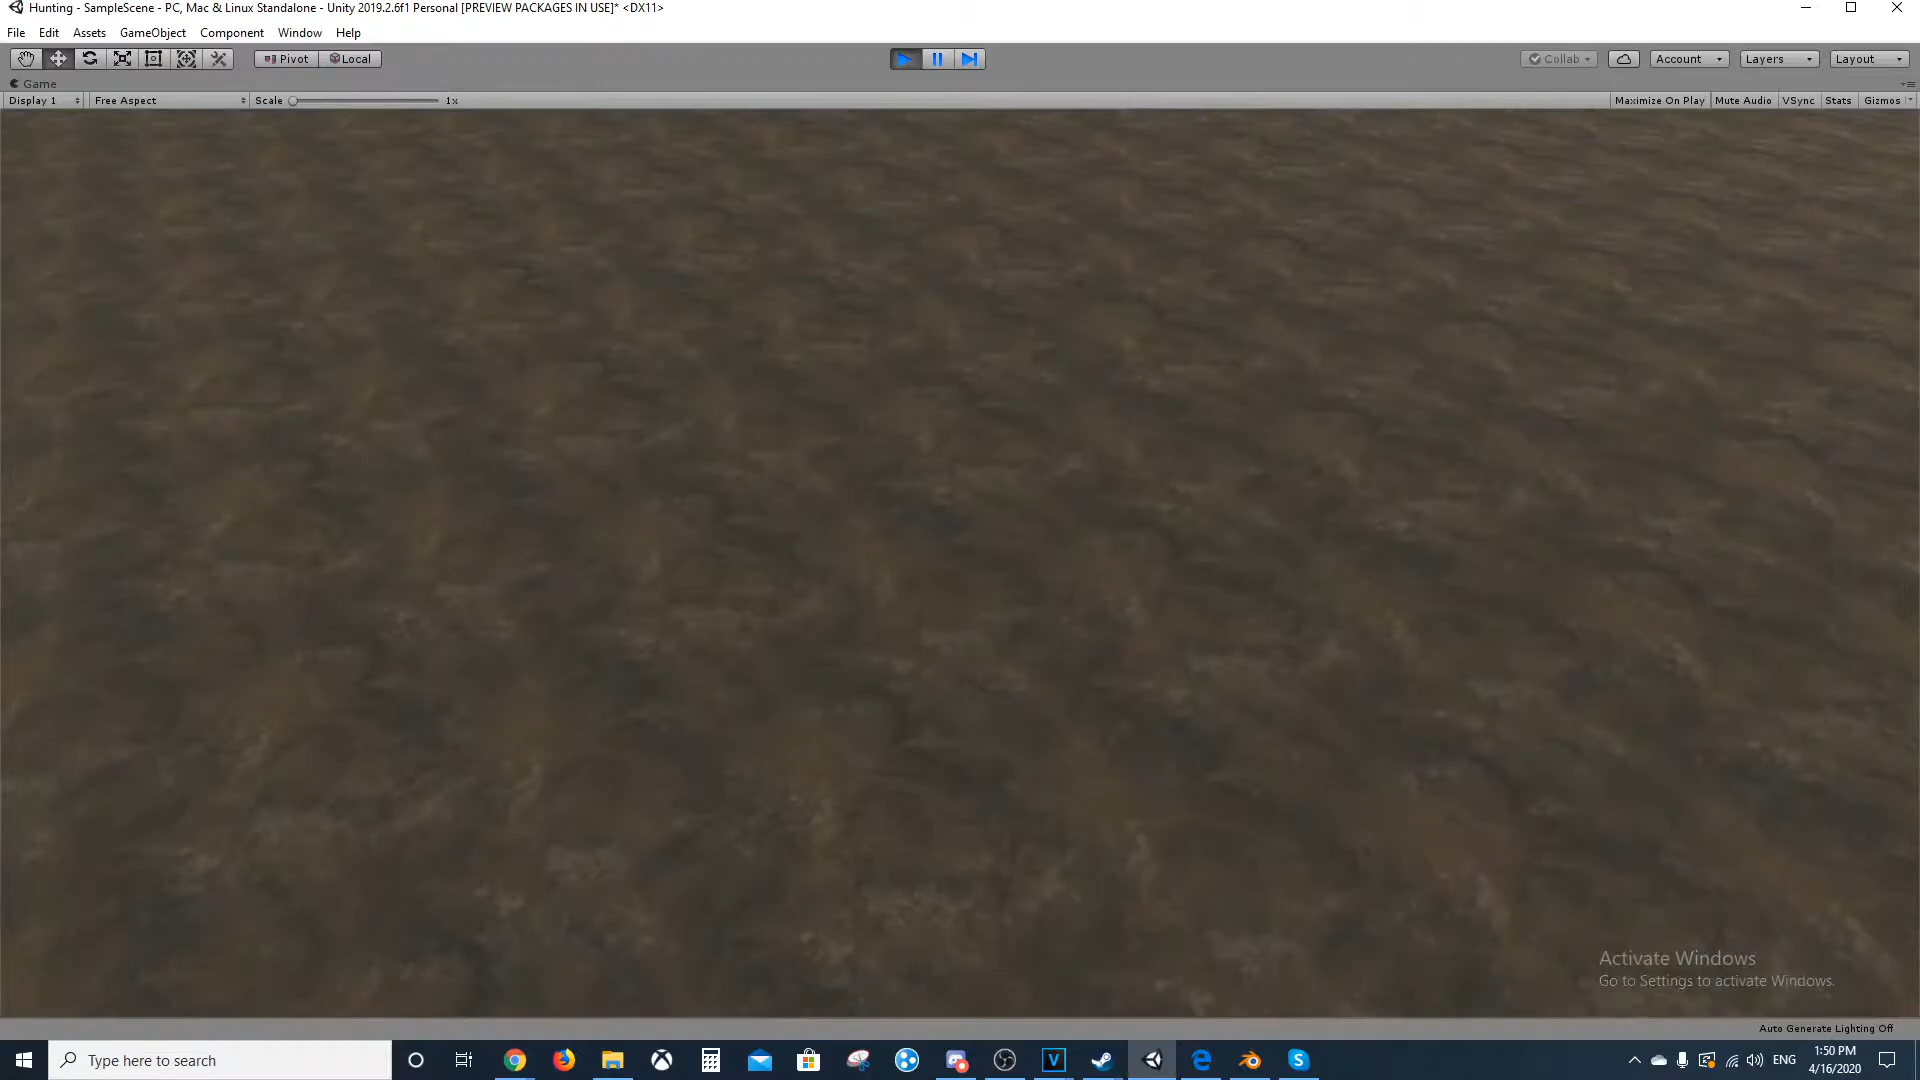 Hunting - SampleScene - PC, Mac & Linux Standalone - Unity 2019.2.6f1 Personal [PREVIEW PACKAGES IN USE]* <DX11>
File Edit Assets GameObject Component Window Help
Pivot Local Collab Account Layers Layout
Game
Display 1 Free Aspect Scale 1x Maximize On Play Mute Audio VSync Stats Gizmos
Activate Windows
Go to Settings to activate Windows.
Auto Generate Lighting Off
Type here to search ENG 1:50 PM
4/16/2020